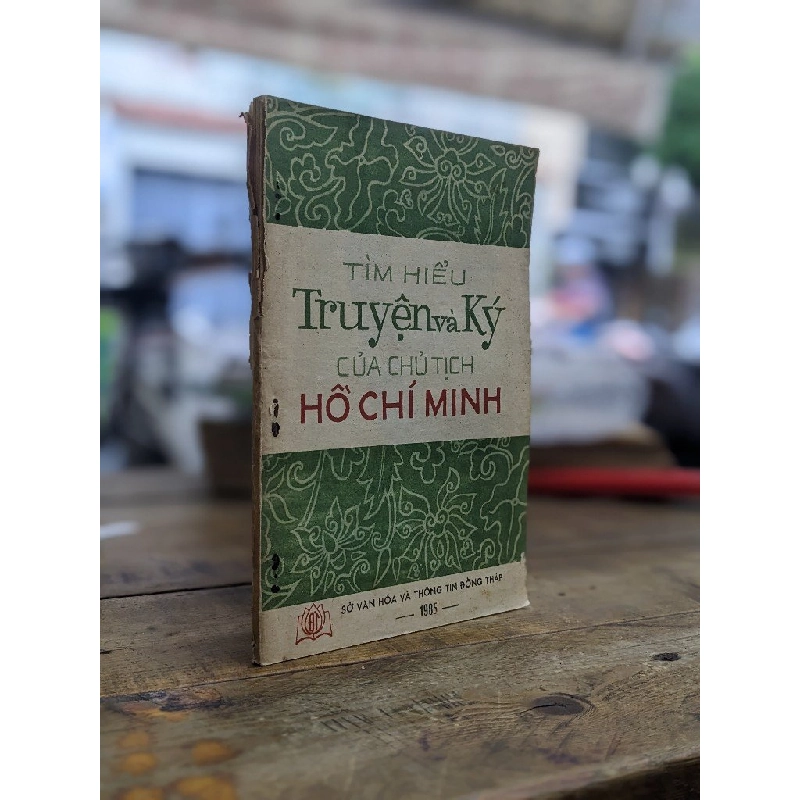 TÌM HIỂU
Truyện và Ký
CỦA CHỦ TỊCH
HỒ CHÍ MINH
SỞ VĂN HÓA VÀ THÔNG TIN ĐỒNG THÁP
— 1985 —